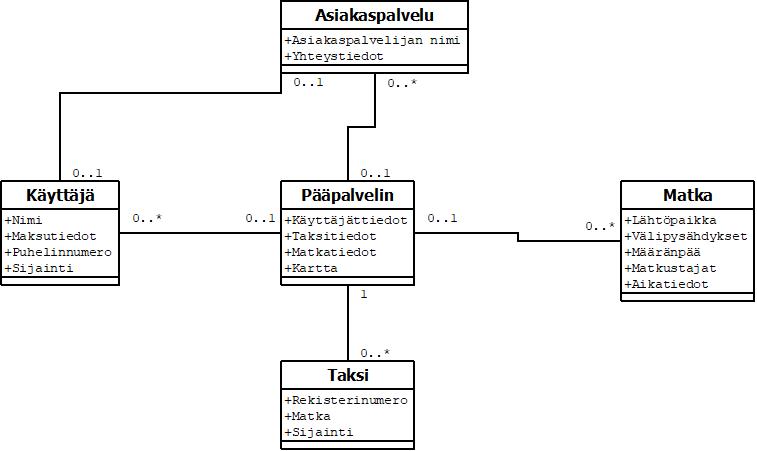 Asiakaspalvelu
+Asiakaspalvelijan nimi
+Yhteystiedot
0..1
0..*
0..1
0..1
Käyttäjä
+Nimi
+Maksutiedot
+Puhelinnumero
+Sijainti
0..*
0..1
Pääpalvelin
+Käyttäjättiedot
+Taksitiedot
+Matkatiedot
+Kartta
0..1
0..*
Matka
+Lähtöpaikka
+Välipysähdykset
+Määränpää
+Matkustajat
+Aikatiedot
1
0..*
Taksi
+Rekisterinumero
+Matka
+Sijainti